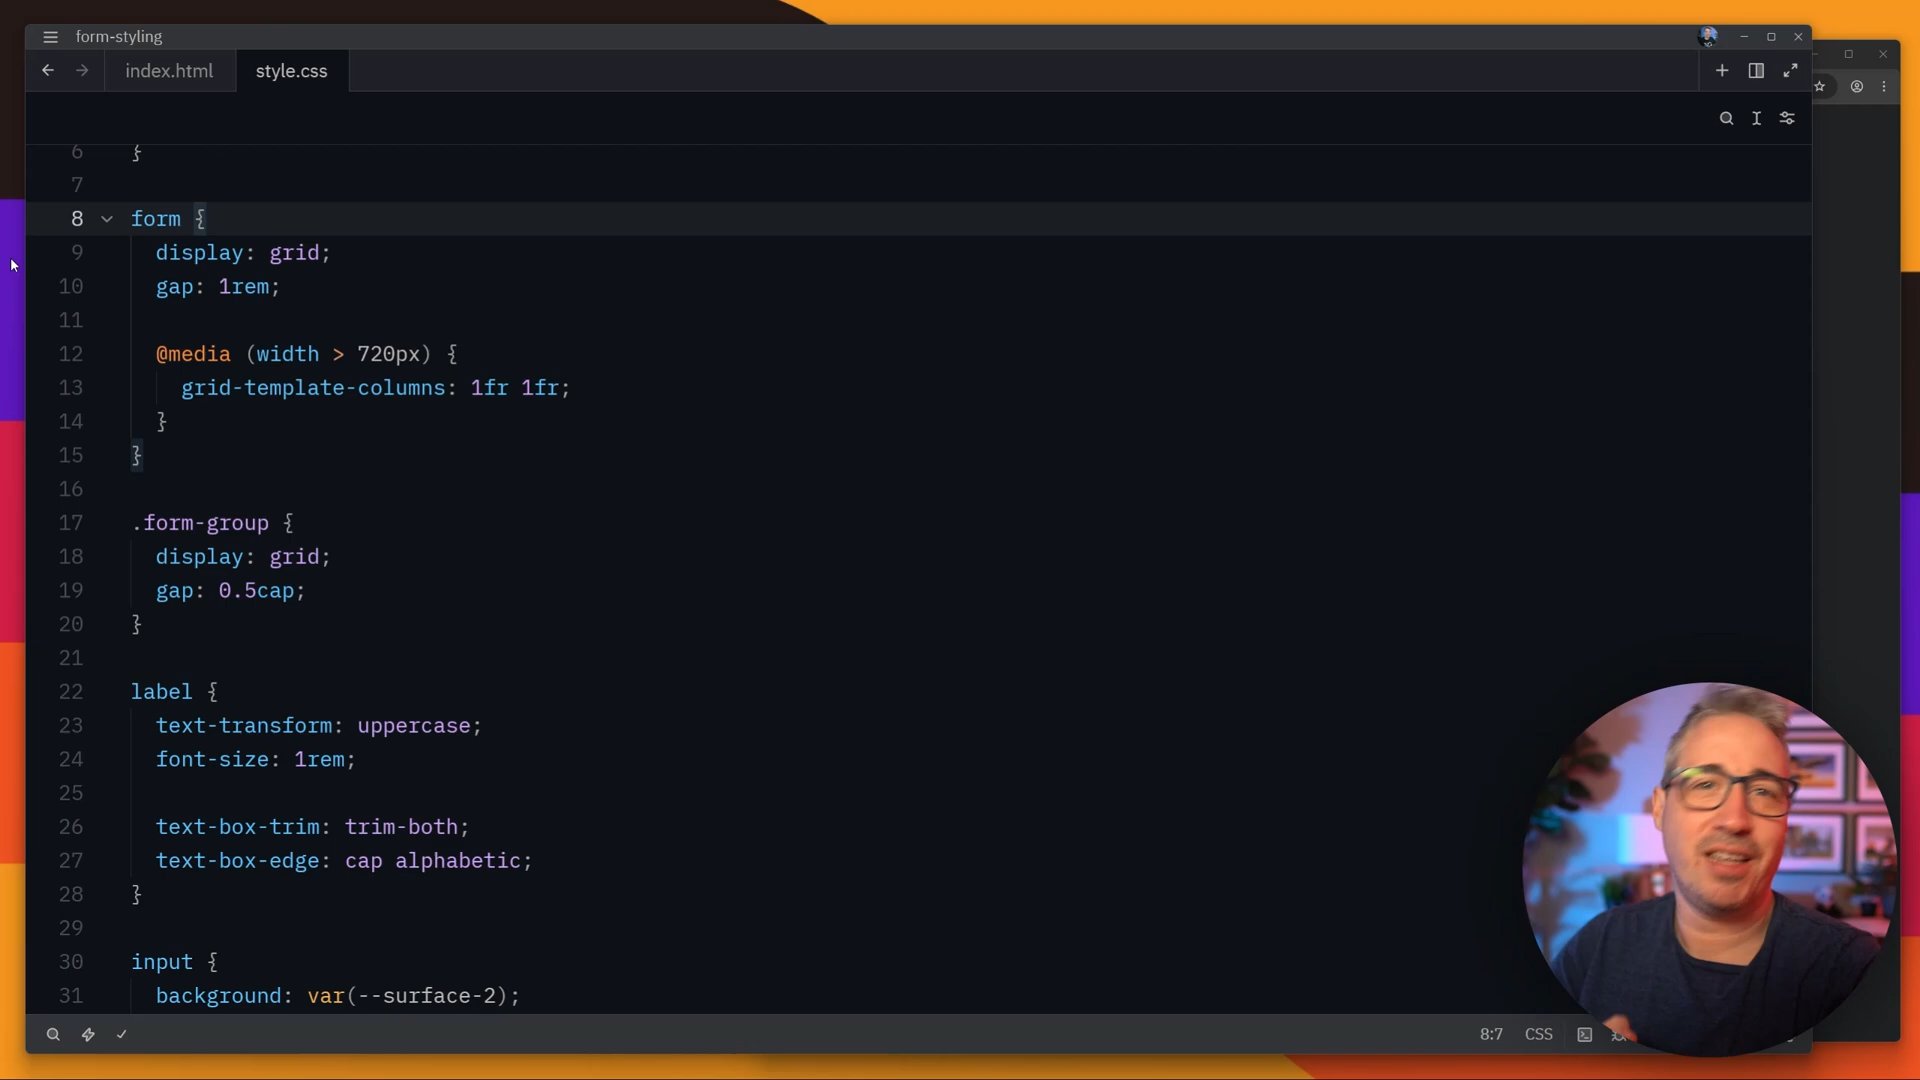 form-styling
index.html
style.css
6 }
7
8 form {
9 display: grid;
10 gap: 1rem;
11
12 @media (width > 720px) {
13 grid-template-columns: 1fr 1fr;
14 }
15 }
16
17 .form-group {
18 display: grid;
19 gap: 0.5cap;
20 }
21
22 label {
23 text-transform: uppercase;
24 font-size: 1rem;
25
26 text-box-trim: trim-both;
27 text-box-edge: cap alphabetic;
28 }
29
30 input {
31 background: var(--surface-2);
8:7 CSS